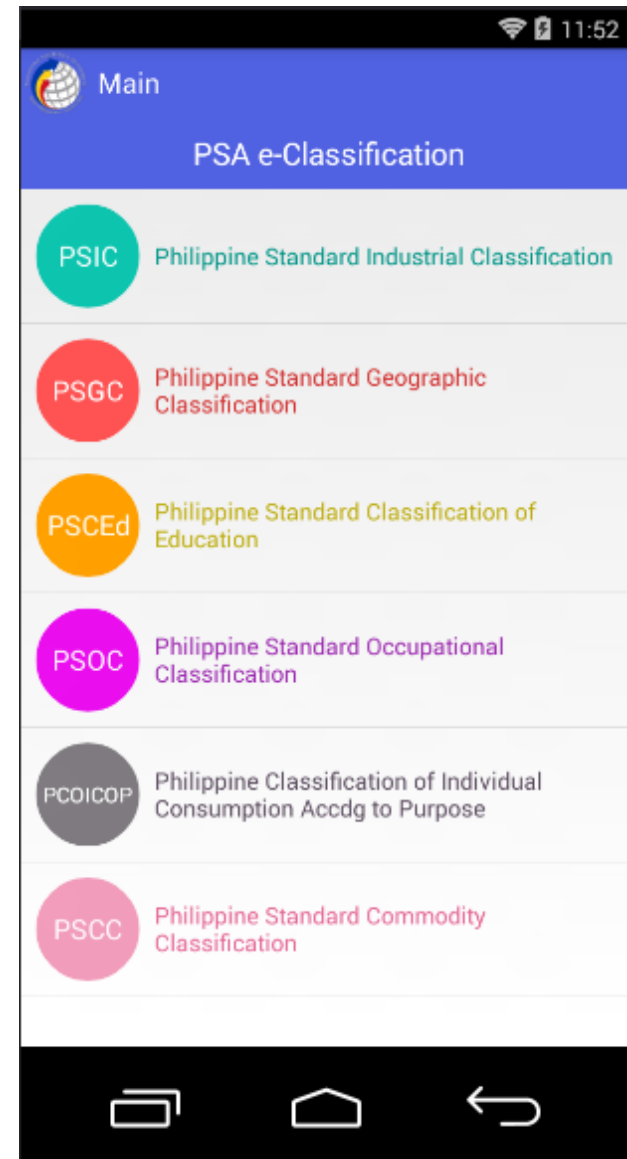 11:52
Main
PSA e-Classification
PSIC
Philippine Standard Industrial Classification
PSGC
Philippine Standard Geographic
Classification
PSCEd
Philippine Standard Classification of
Education
PSOC
Philippine Standard Occupational
Classification
PCOICOP
Philippine Classification of Individual
Consumption Accdg to Purpose
PSCC
Philippine Standard Commodity
Classification